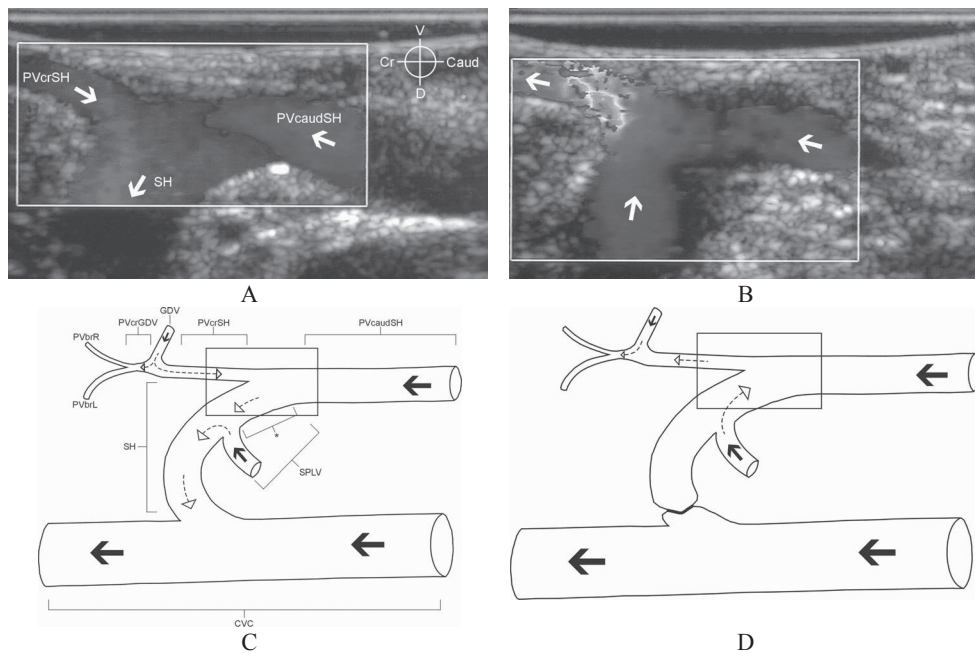 V
Cr Caud
D
PVcrSH
PVcaudSH
SH
A
B
GDV
PVcrGDV PVcrSH PVcaudSH
PVbrR
PVbrL
SH
*
SPLV
CVC
C
D